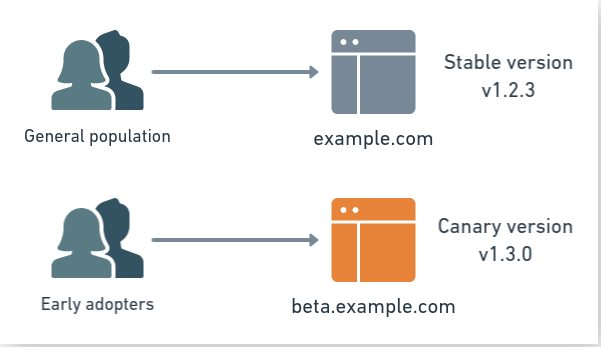 General population
example.com
Stable version
v1.2.3
Early adopters
beta.example.com
Canary version
v1.3.0